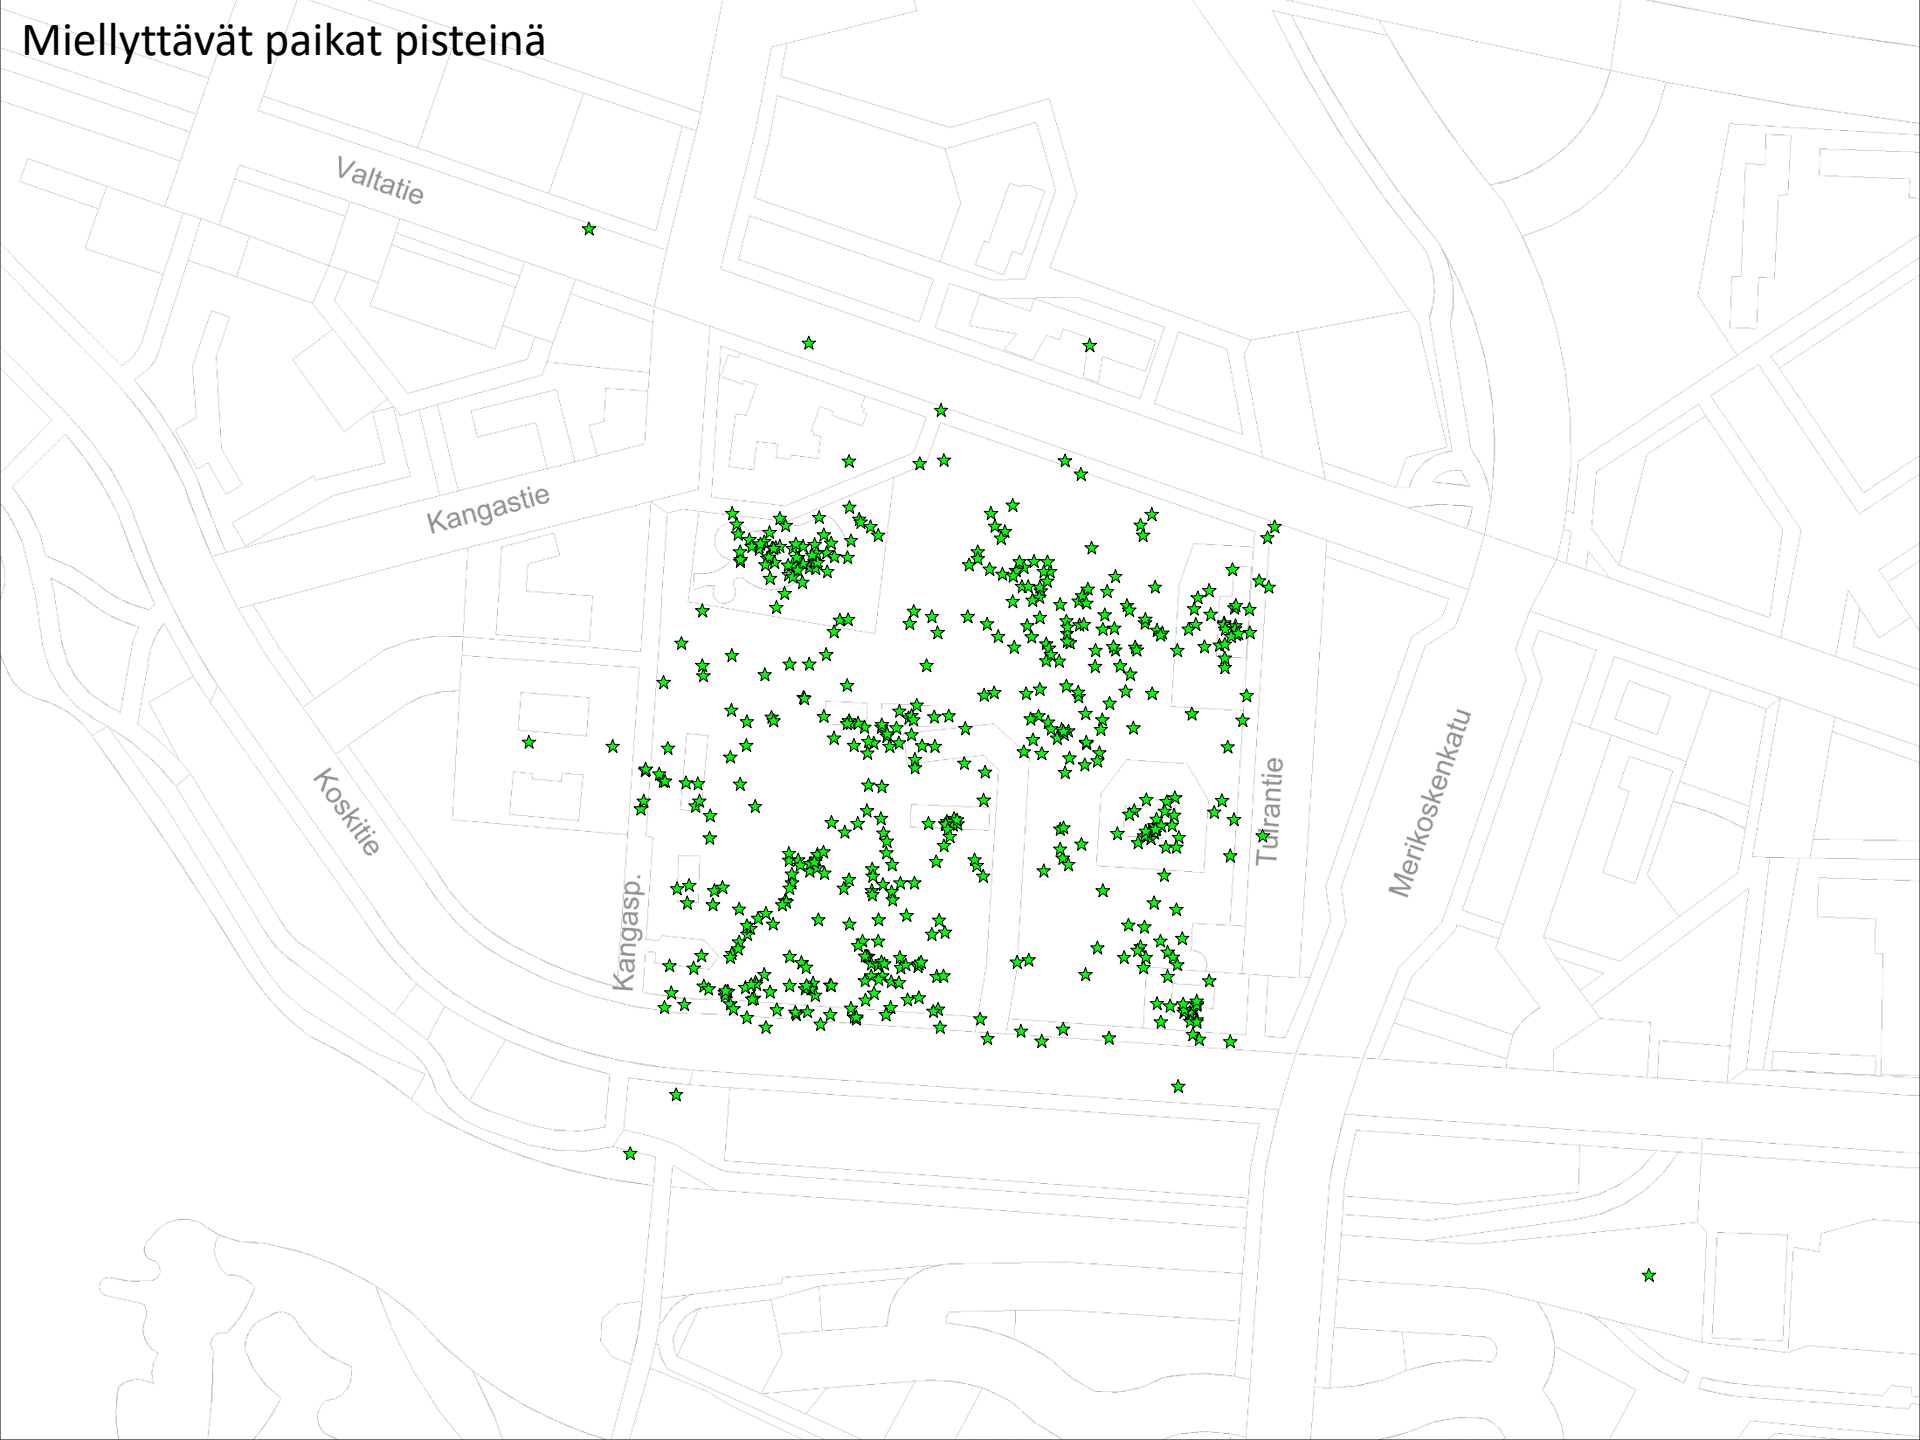 Miellyttävät paikat pisteinä
Valtatie
Kangastie
Koskitie
Kangasp.
Tuirantie
Merikoskenkatu